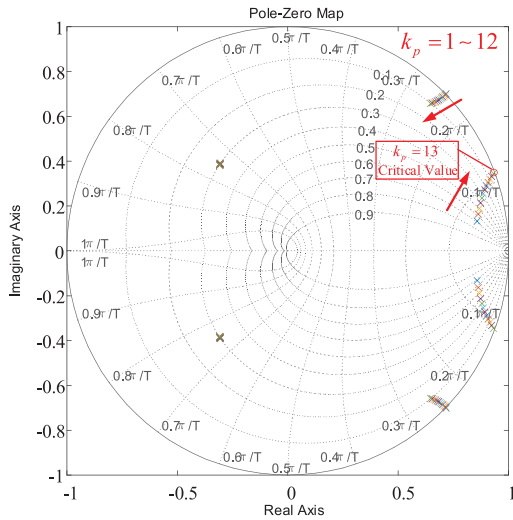 Pole-Zero Map
k_p = 1 ~ 12
0.5π/T
0.6π/T
0.4π/T
0.7π/T
0.3π/T
0.8π/T
0.2π/T
0.9π/T
0.1π/T
1π/T
1π/T
0.9π/T
0.1π/T
0.8π/T
0.2π/T
0.7π/T
0.3π/T
0.6π/T
0.4π/T
0.5π/T
0.1
0.2
0.3
0.4
0.5
0.6
0.7
0.8
0.9
k_p = 13
Critical Value
1
0.8
0.6
0.4
0.2
0
-0.2
-0.4
-0.6
-0.8
-1
Imaginary Axis
-1
-0.5
0
0.5
1
Real Axis